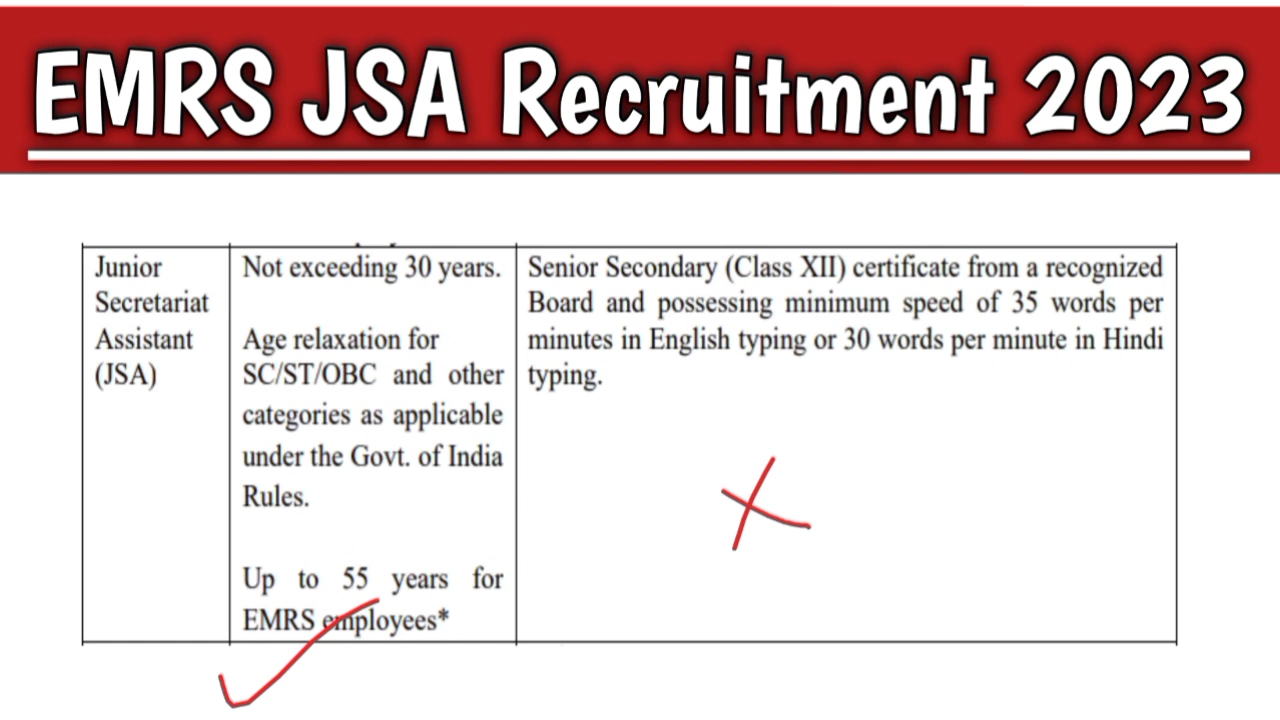 EMRS JSA Recruitment 2023
Junior
Secretariat
Assistant
(JSA)
Not exceeding 30 years.
Age relaxation for
SC/ST/OBC and other
categories as applicable
under the Govt. of India
Rules.
Up to 55 years for
EMRS employees*
Senior Secondary (Class XII) certificate from a recognized
Board and possessing minimum speed of 35 words per
minutes in English typing or 30 words per minute in Hindi
typing.